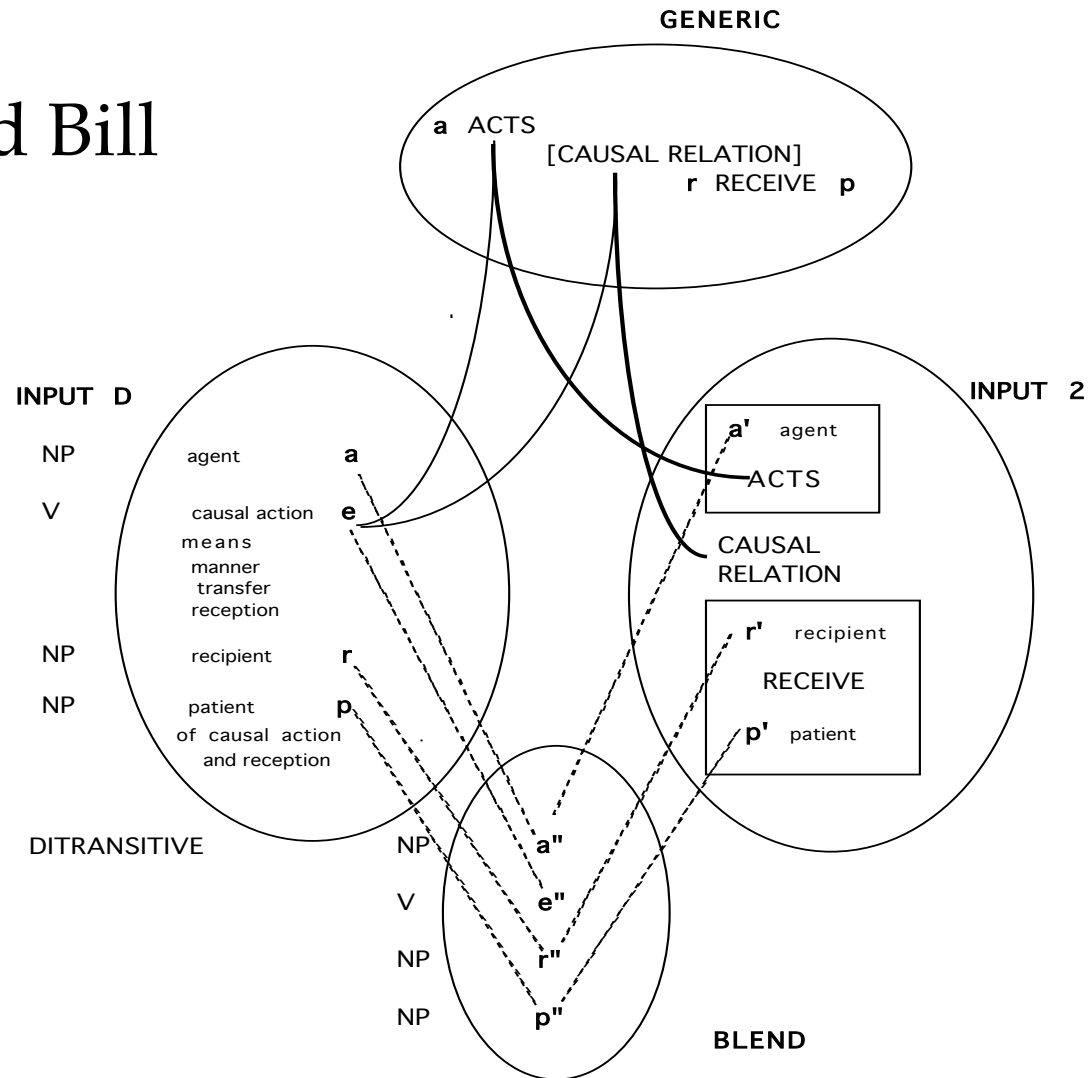 GENERIC
d Bill
a ACTS
[CAUSAL RELATION]
r RECEIVE p
INPUT D
NP agent a
V causal action e
means
manner
transfer
reception
NP recipient r
NP patient p
of causal action
and reception
DITRANSITIVE
INPUT 2
a' agent
ACTS
CAUSAL
RELATION
r' recipient
RECEIVE
p' patient
NP a"
V e"
NP r"
NP p"
BLEND